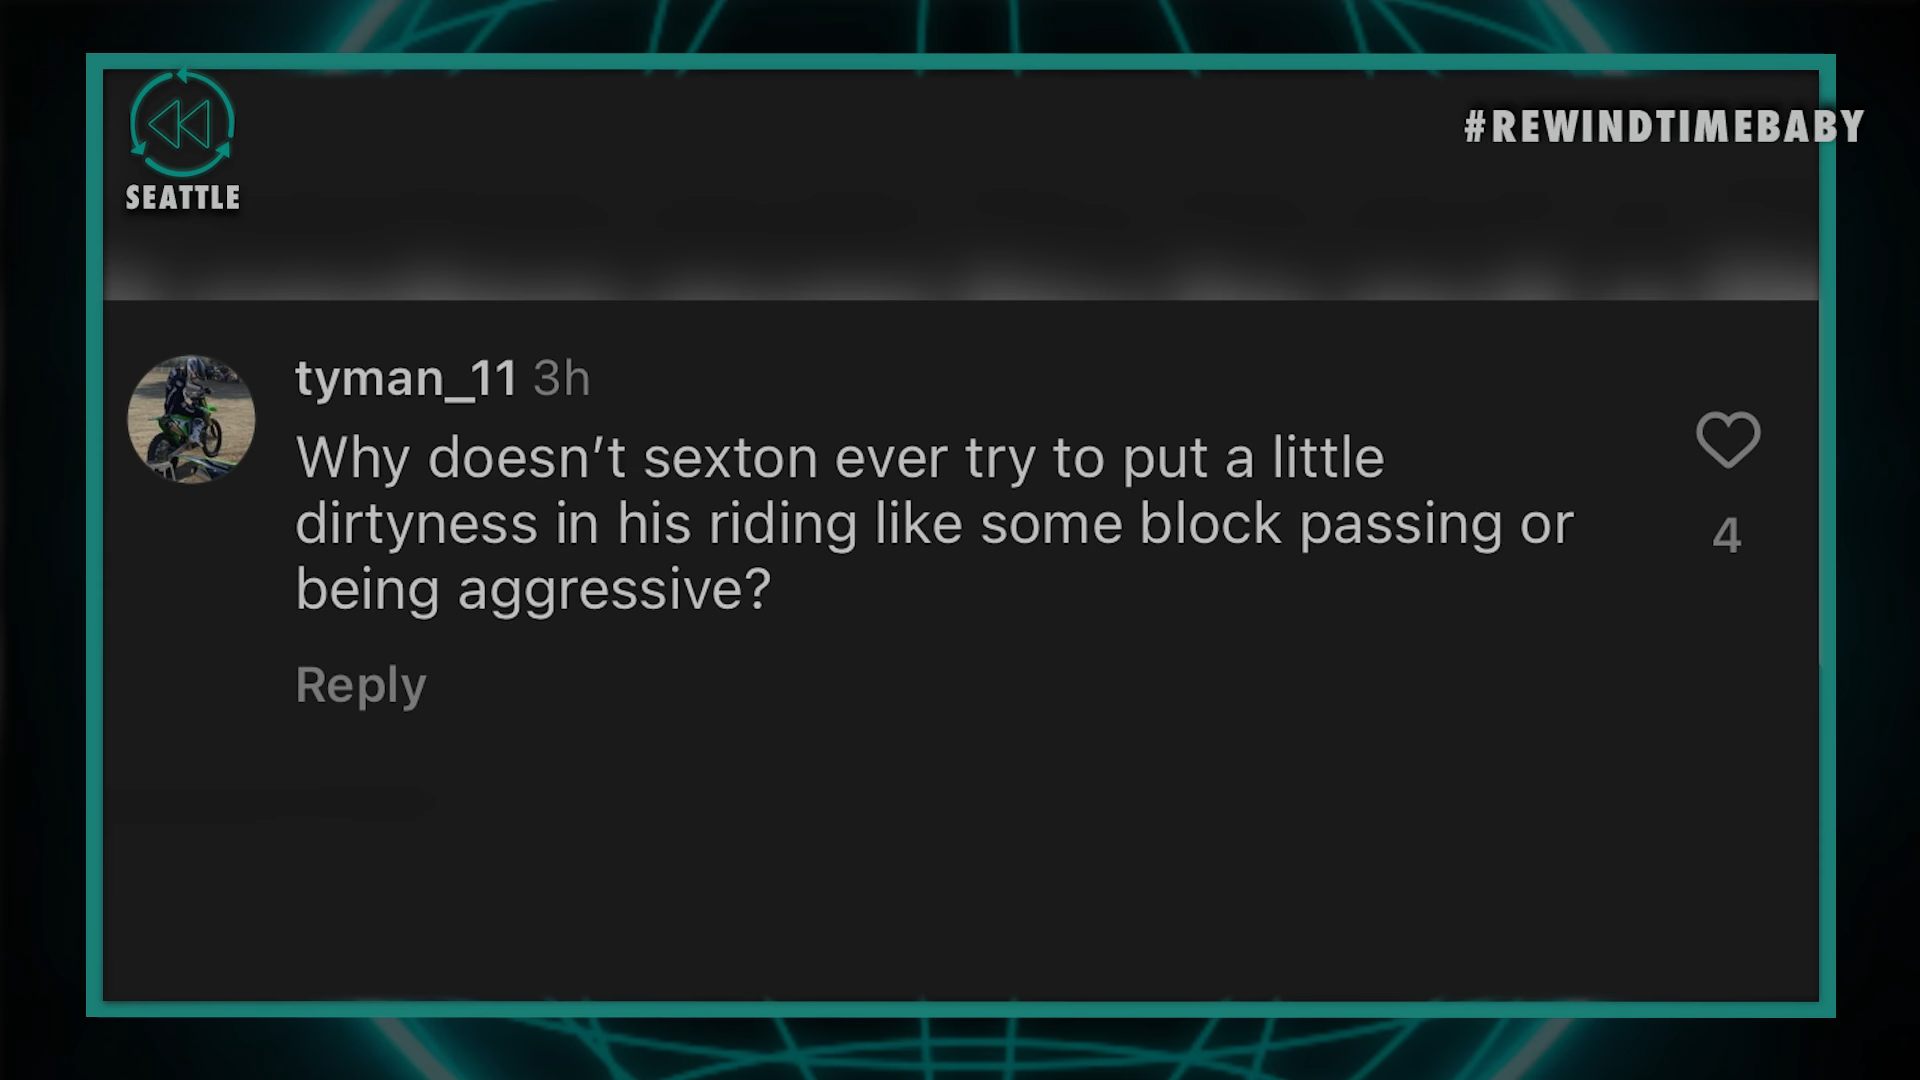 SEATTLE
#REWINDTIMEBABY
tyman_11 3h
Why doesn’t sexton ever try to put a little
dirtyness in his riding like some block passing or
being aggressive?
4
Reply